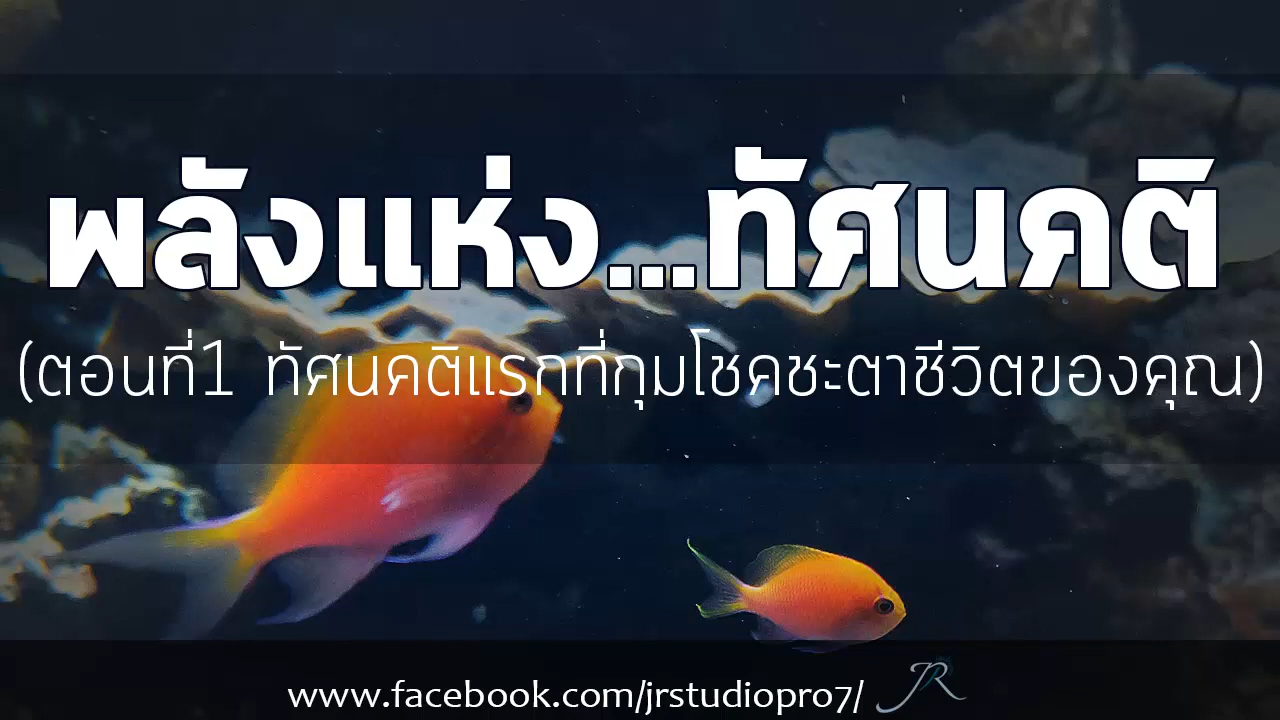 พลังแห่ง...ทัศนคติ
(ตอนที่1 ทัศนคติแรกที่กุมโชคชะตาชีวิตของคุณ)
www.facebook.com/jrstudiopro7/ JR